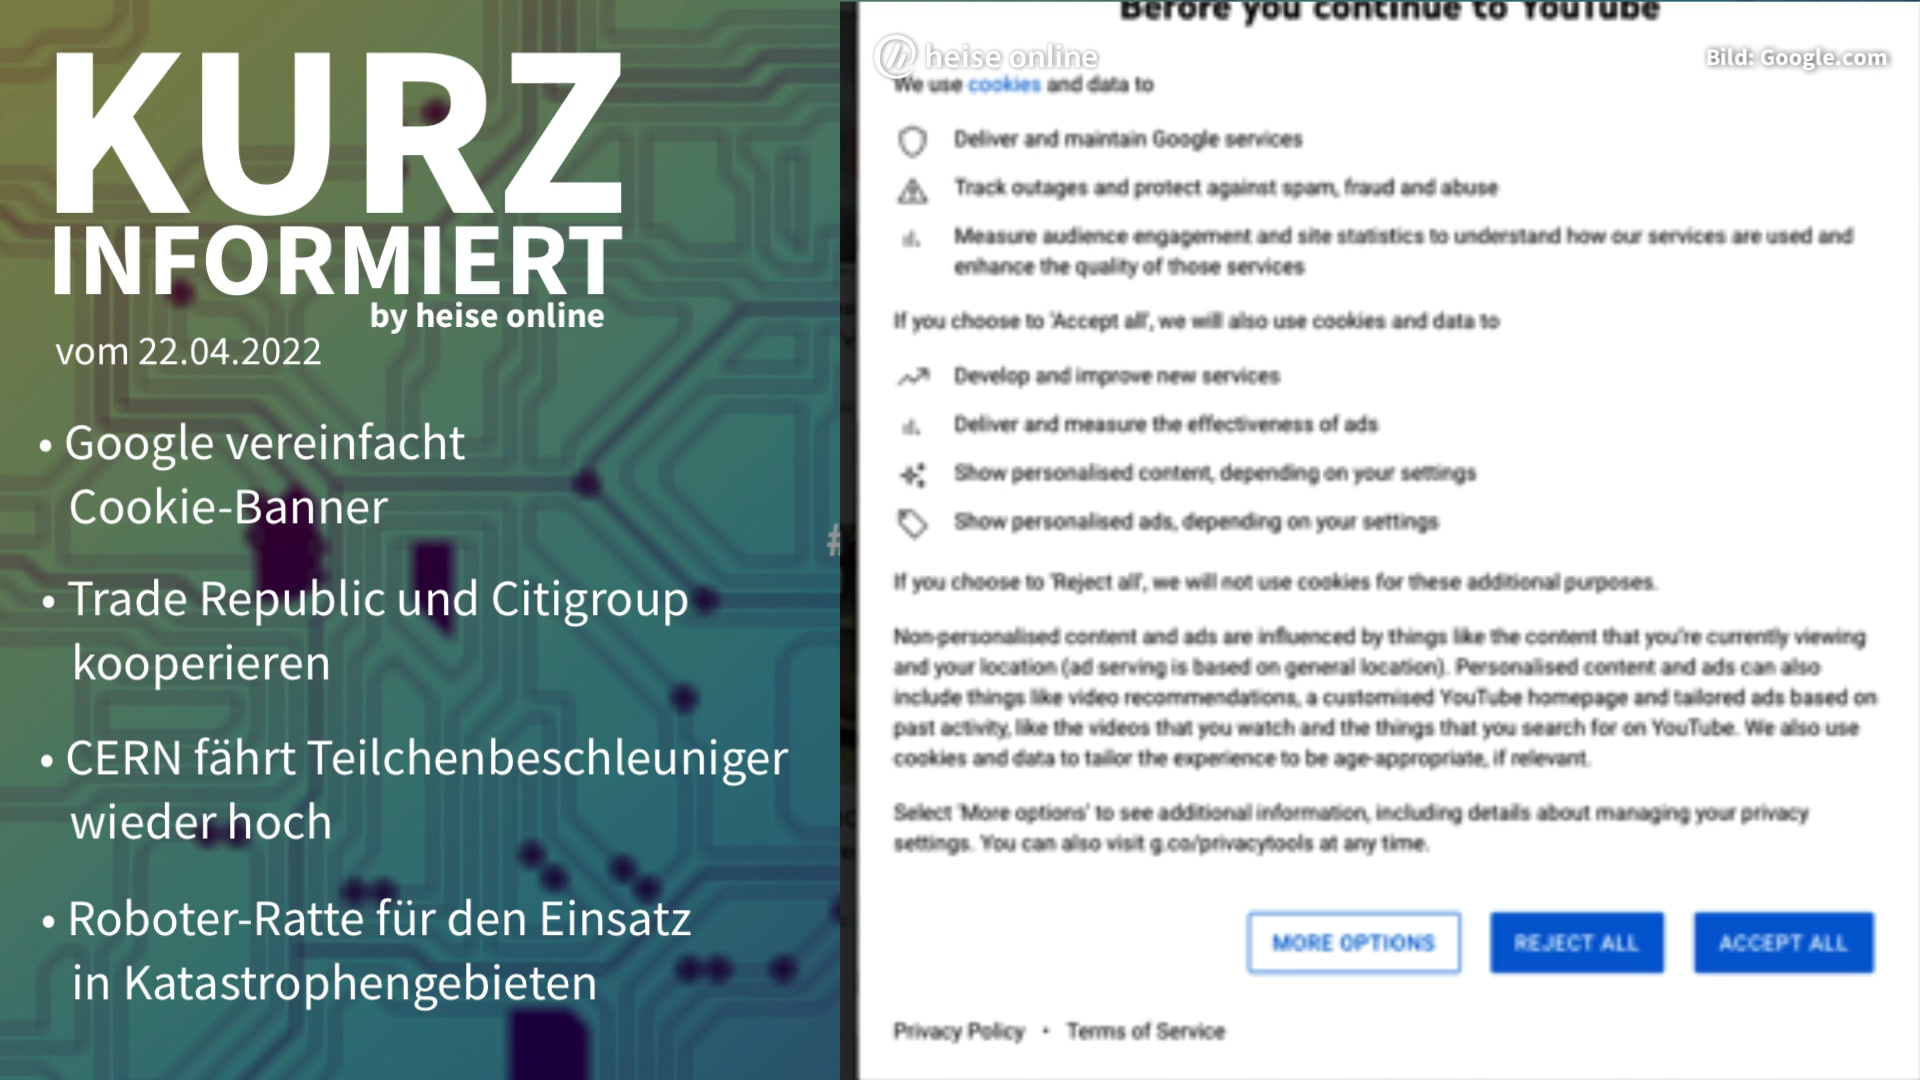 KURZ
INFORMIERT
by heise online
vom 22.04.2022
• Google vereinfacht
Cookie-Banner
• Trade Republic und Citigroup
kooperieren
• CERN fährt Teilchenbeschleuniger
wieder hoch
• Roboter-Ratte für den Einsatz
in Katastrophengebieten
#
Before you continue to YouTube
heise online
Bild: Google.com
We use cookies and data to
Deliver and maintain Google services
Track outages and protect against spam, fraud and abuse
Measure audience engagement and site statistics to understand how our services are used and
enhance the quality of those services
If you choose to 'Accept all', we will also use cookies and data to
Develop and improve new services
Deliver and measure the effectiveness of ads
Show personalised content, depending on your settings
Show personalised ads, depending on your settings
If you choose to 'Reject all', we will not use cookies for these additional purposes.
Non-personalised content and ads are influenced by things like the content that you're currently viewing
and your location (ad serving is based on general location). Personalised content and ads can also
include things like video recommendations, a customised YouTube homepage and tailored ads based on
past activity, like the videos that you watch and the things that you search for on YouTube. We also use
cookies and data to tailor the experience to be age-appropriate, if relevant.
Select 'More options' to see additional information, including details about managing your privacy
settings. You can also visit g.co/privacytools at any time.
MORE OPTIONS
REJECT ALL
ACCEPT ALL
Privacy Policy • Terms of Service